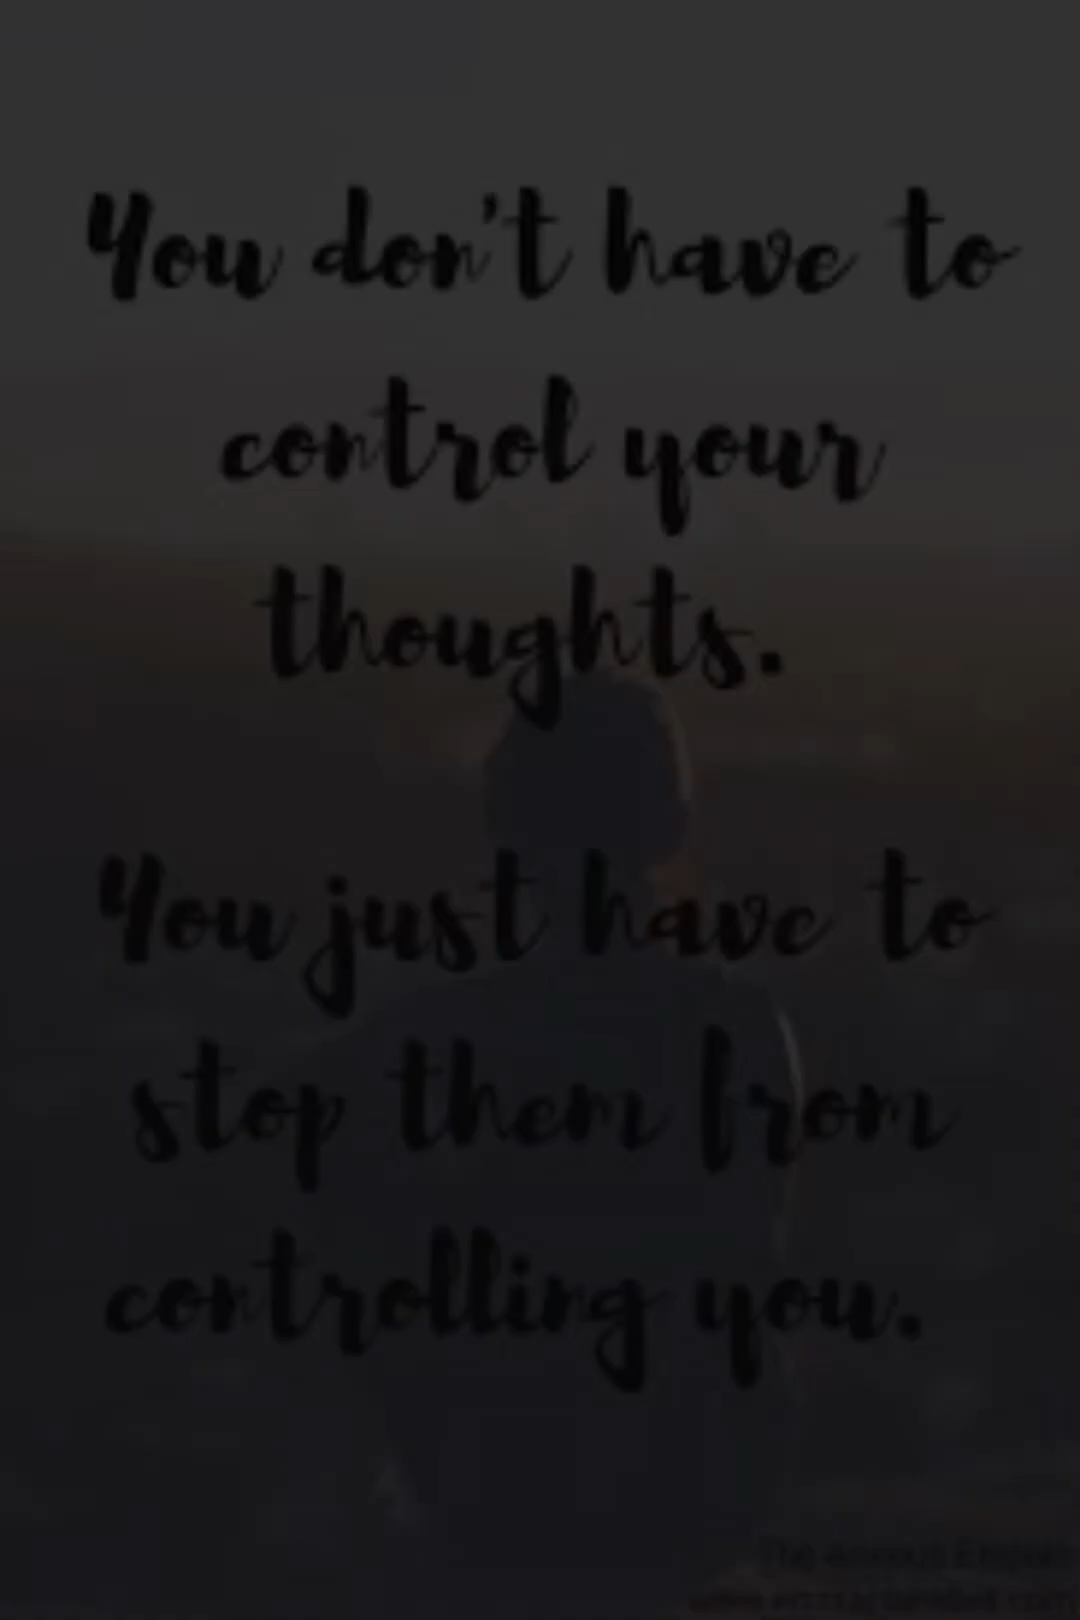 You don't have to
control your
thoughts.
You just have to
stop them from
controlling you.